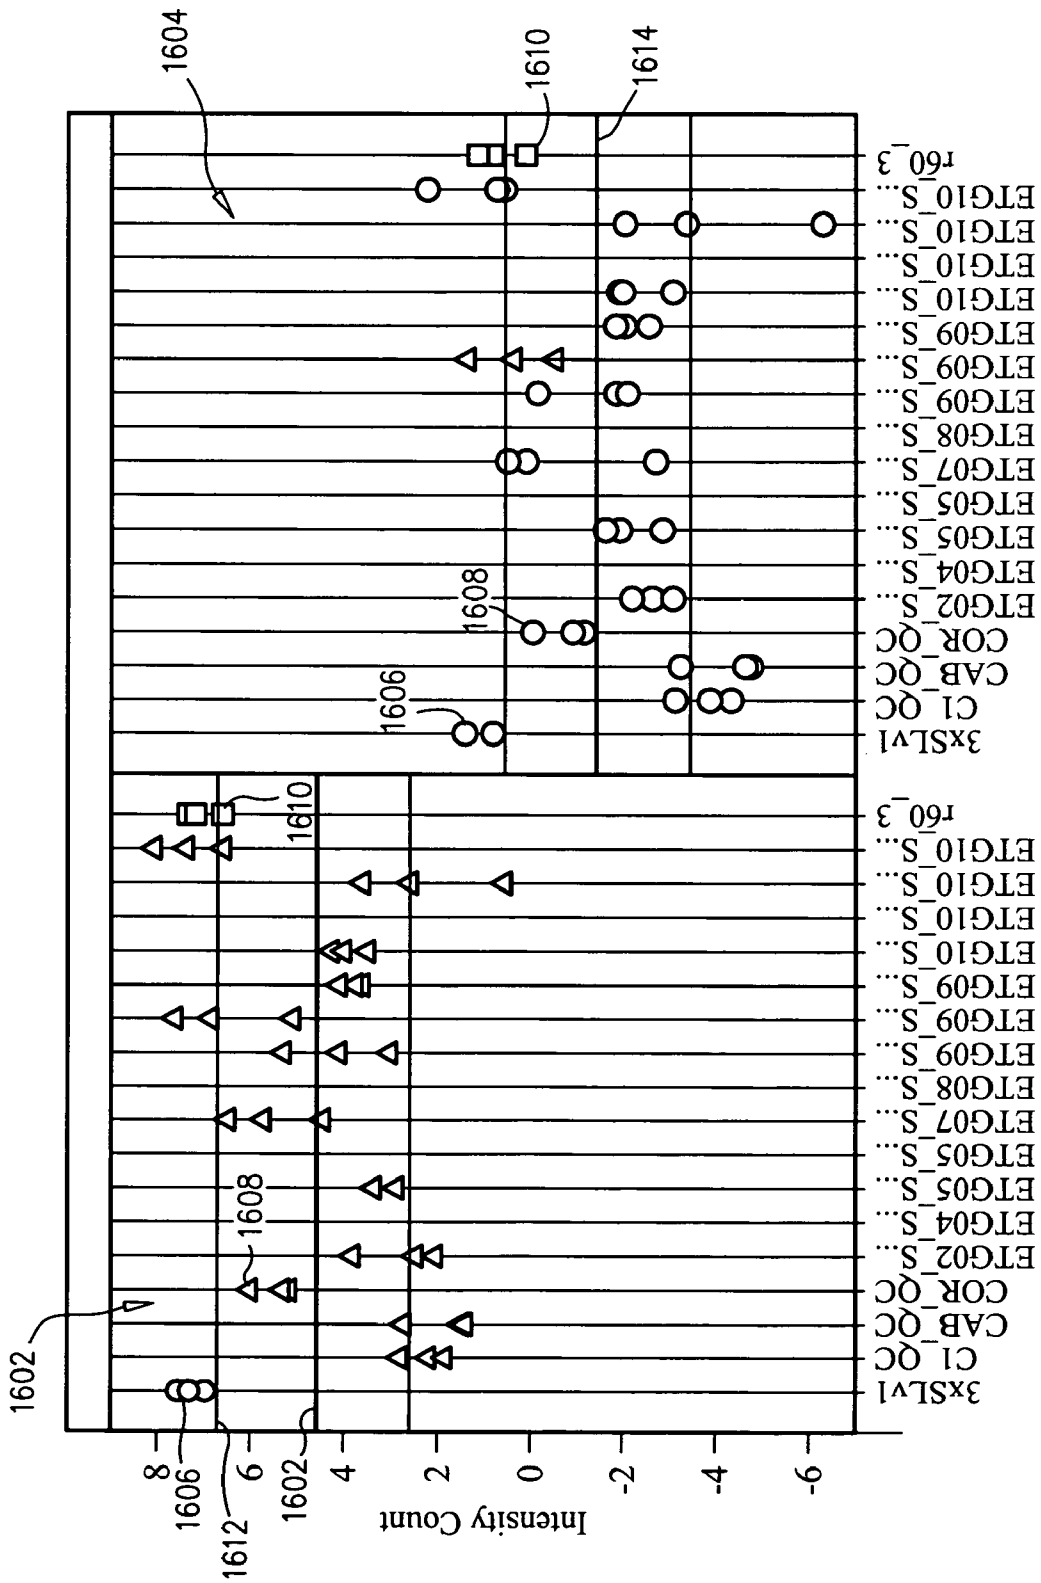 1602
1604
1606
1608
1610
1606
1608
1610
1612
1602
1614
Intensity Count
8
6
4
2
0
-2
-4
-6
3xSLv1
C1_QC
CAB_QC
COR_QC
ETG02_S...
ETG04_S...
ETG05_S...
ETG05_S...
ETG07_S...
ETG08_S...
ETG09_S...
ETG09_S...
ETG09_S...
ETG10_S...
ETG10_S...
ETG10_S...
ETG10_S...
r60_3
3xSLv1
C1_QC
CAB_QC
COR_QC
ETG02_S...
ETG04_S...
ETG05_S...
ETG05_S...
ETG07_S...
ETG08_S...
ETG09_S...
ETG09_S...
ETG09_S...
ETG10_S...
ETG10_S...
ETG10_S...
ETG10_S...
r60_3